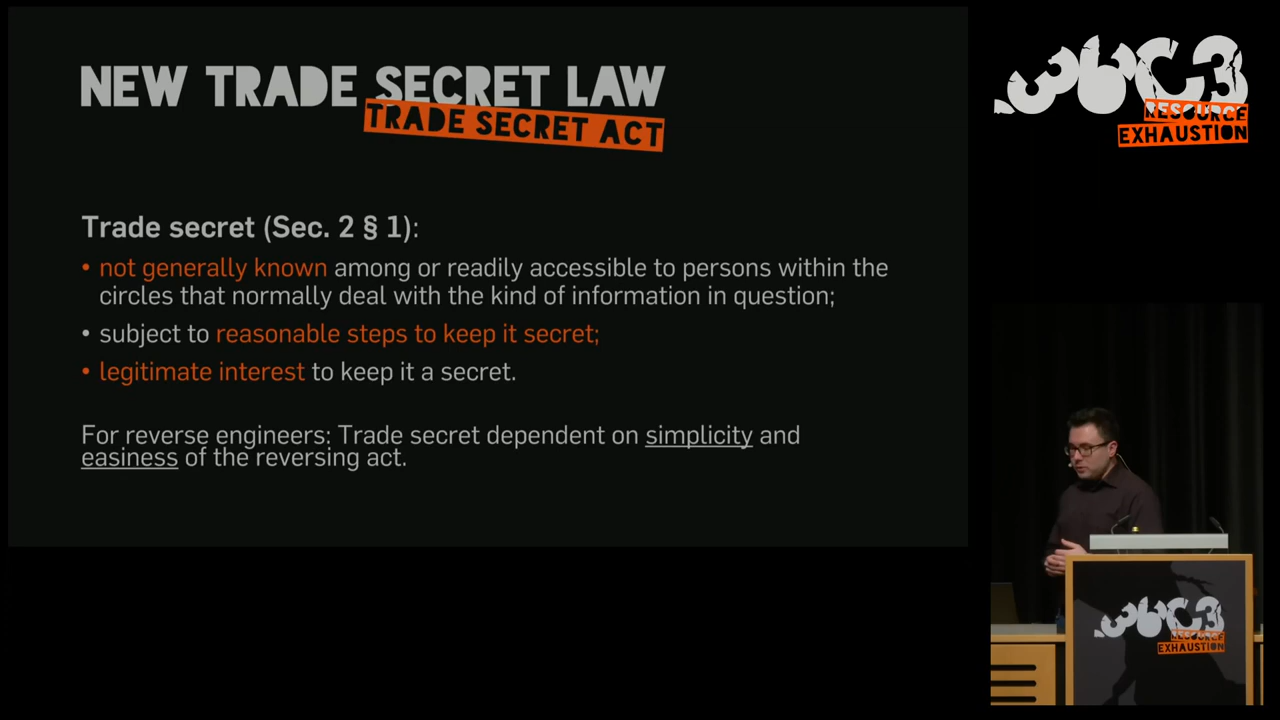 NEW TRADE SECRET LAW
TRADE SECRET ACT
Trade secret (Sec. 2 § 1):
• not generally known among or readily accessible to persons within the
circles that normally deal with the kind of information in question;
• subject to reasonable steps to keep it secret;
• legitimate interest to keep it a secret.
For reverse engineers: Trade secret dependent on simplicity and
easiness of the reversing act.
36C3
RESOURCE
EXHAUSTION
36C3
RESOURCE
EXHAUSTION